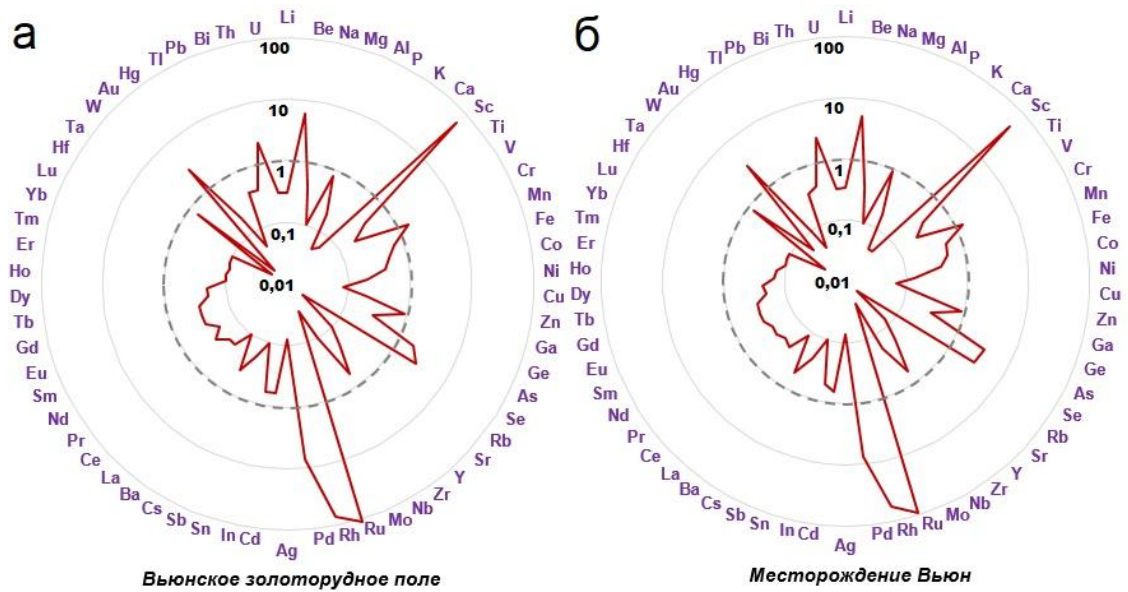 а
Li Be Na Mg Al P K Ca Sc Ti V Cr Mn Fe Co Ni Cu Zn Ga Ge As Se Rb Sr Y Zr Nb Mo Ru Rh Pd Ag Cd In Sn Sb Cs Ba La Ce Pr Nd Sm Eu Gd Tb Dy Ho Er Tm Yb Lu Hf Ta W Au Hg Tl Pb Bi Th U
100
10
1
0,1
0,01
Вьюнское золоторудное поле
б
Li Be Na Mg Al P K Ca Sc Ti V Cr Mn Fe Co Ni Cu Zn Ga Ge As Se Rb Sr Y Zr Nb Mo Ru Rh Pd Ag Cd In Sn Sb Cs Ba La Ce Pr Nd Sm Eu Gd Tb Dy Ho Er Tm Yb Lu Hf Ta W Au Hg Tl Pb Bi Th U
100
10
1
0,1
0,01
Месторождение Вьюн